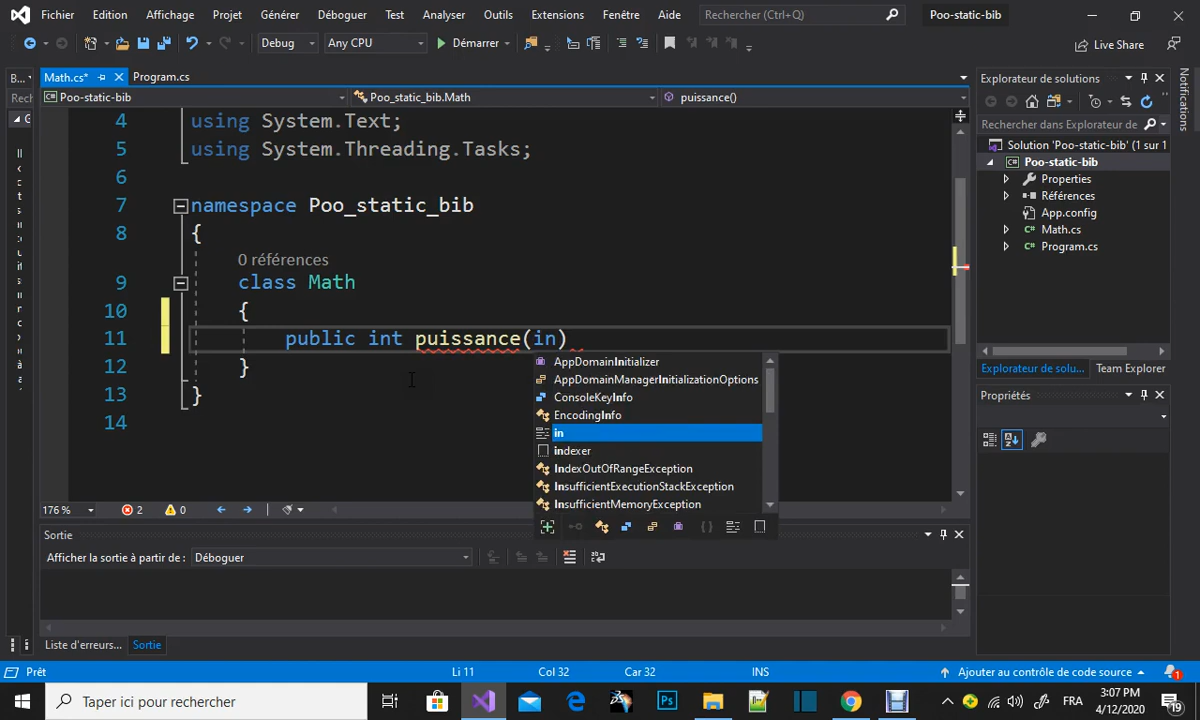 Fichier Edition Affichage Projet Générer Déboguer Test Analyser Outils Extensions Fenêtre Aide Rechercher (Ctrl+Q) Poo-static-bib
Debug Any CPU Démarrer Live Share
B... Math.cs* Program.cs Explorateur de solutions Notifications
Rech Poo-static-bib Poo_static_bib.Math puissance()
Rechercher dans Explorateur de
4 using System.Text;
5 using System.Threading.Tasks;
6
7 namespace Poo_static_bib
8 {
0 références
9 class Math
10 {
11 public int puissance(in)
12 }
13 }
14
AppDomainInitializer
AppDomainManagerInitializationOptions
ConsoleKeyInfo
EncodingInfo
in
indexer
IndexOutOfRangeException
InsufficientExecutionStackException
InsufficientMemoryException
Solution 'Poo-static-bib' (1 sur 1
Poo-static-bib
Properties
Références
App.config
Math.cs
Program.cs
Explorateur de solu... Team Explorer
Propriétés
176 % 2 0
Sortie
Afficher la sortie à partir de : Déboguer
Liste d'erreurs... Sortie
Prêt Li 11 Col 32 Car 32 INS Ajouter au contrôle de code source 1
Taper ici pour rechercher FRA 3:07 PM
4/12/2020 19